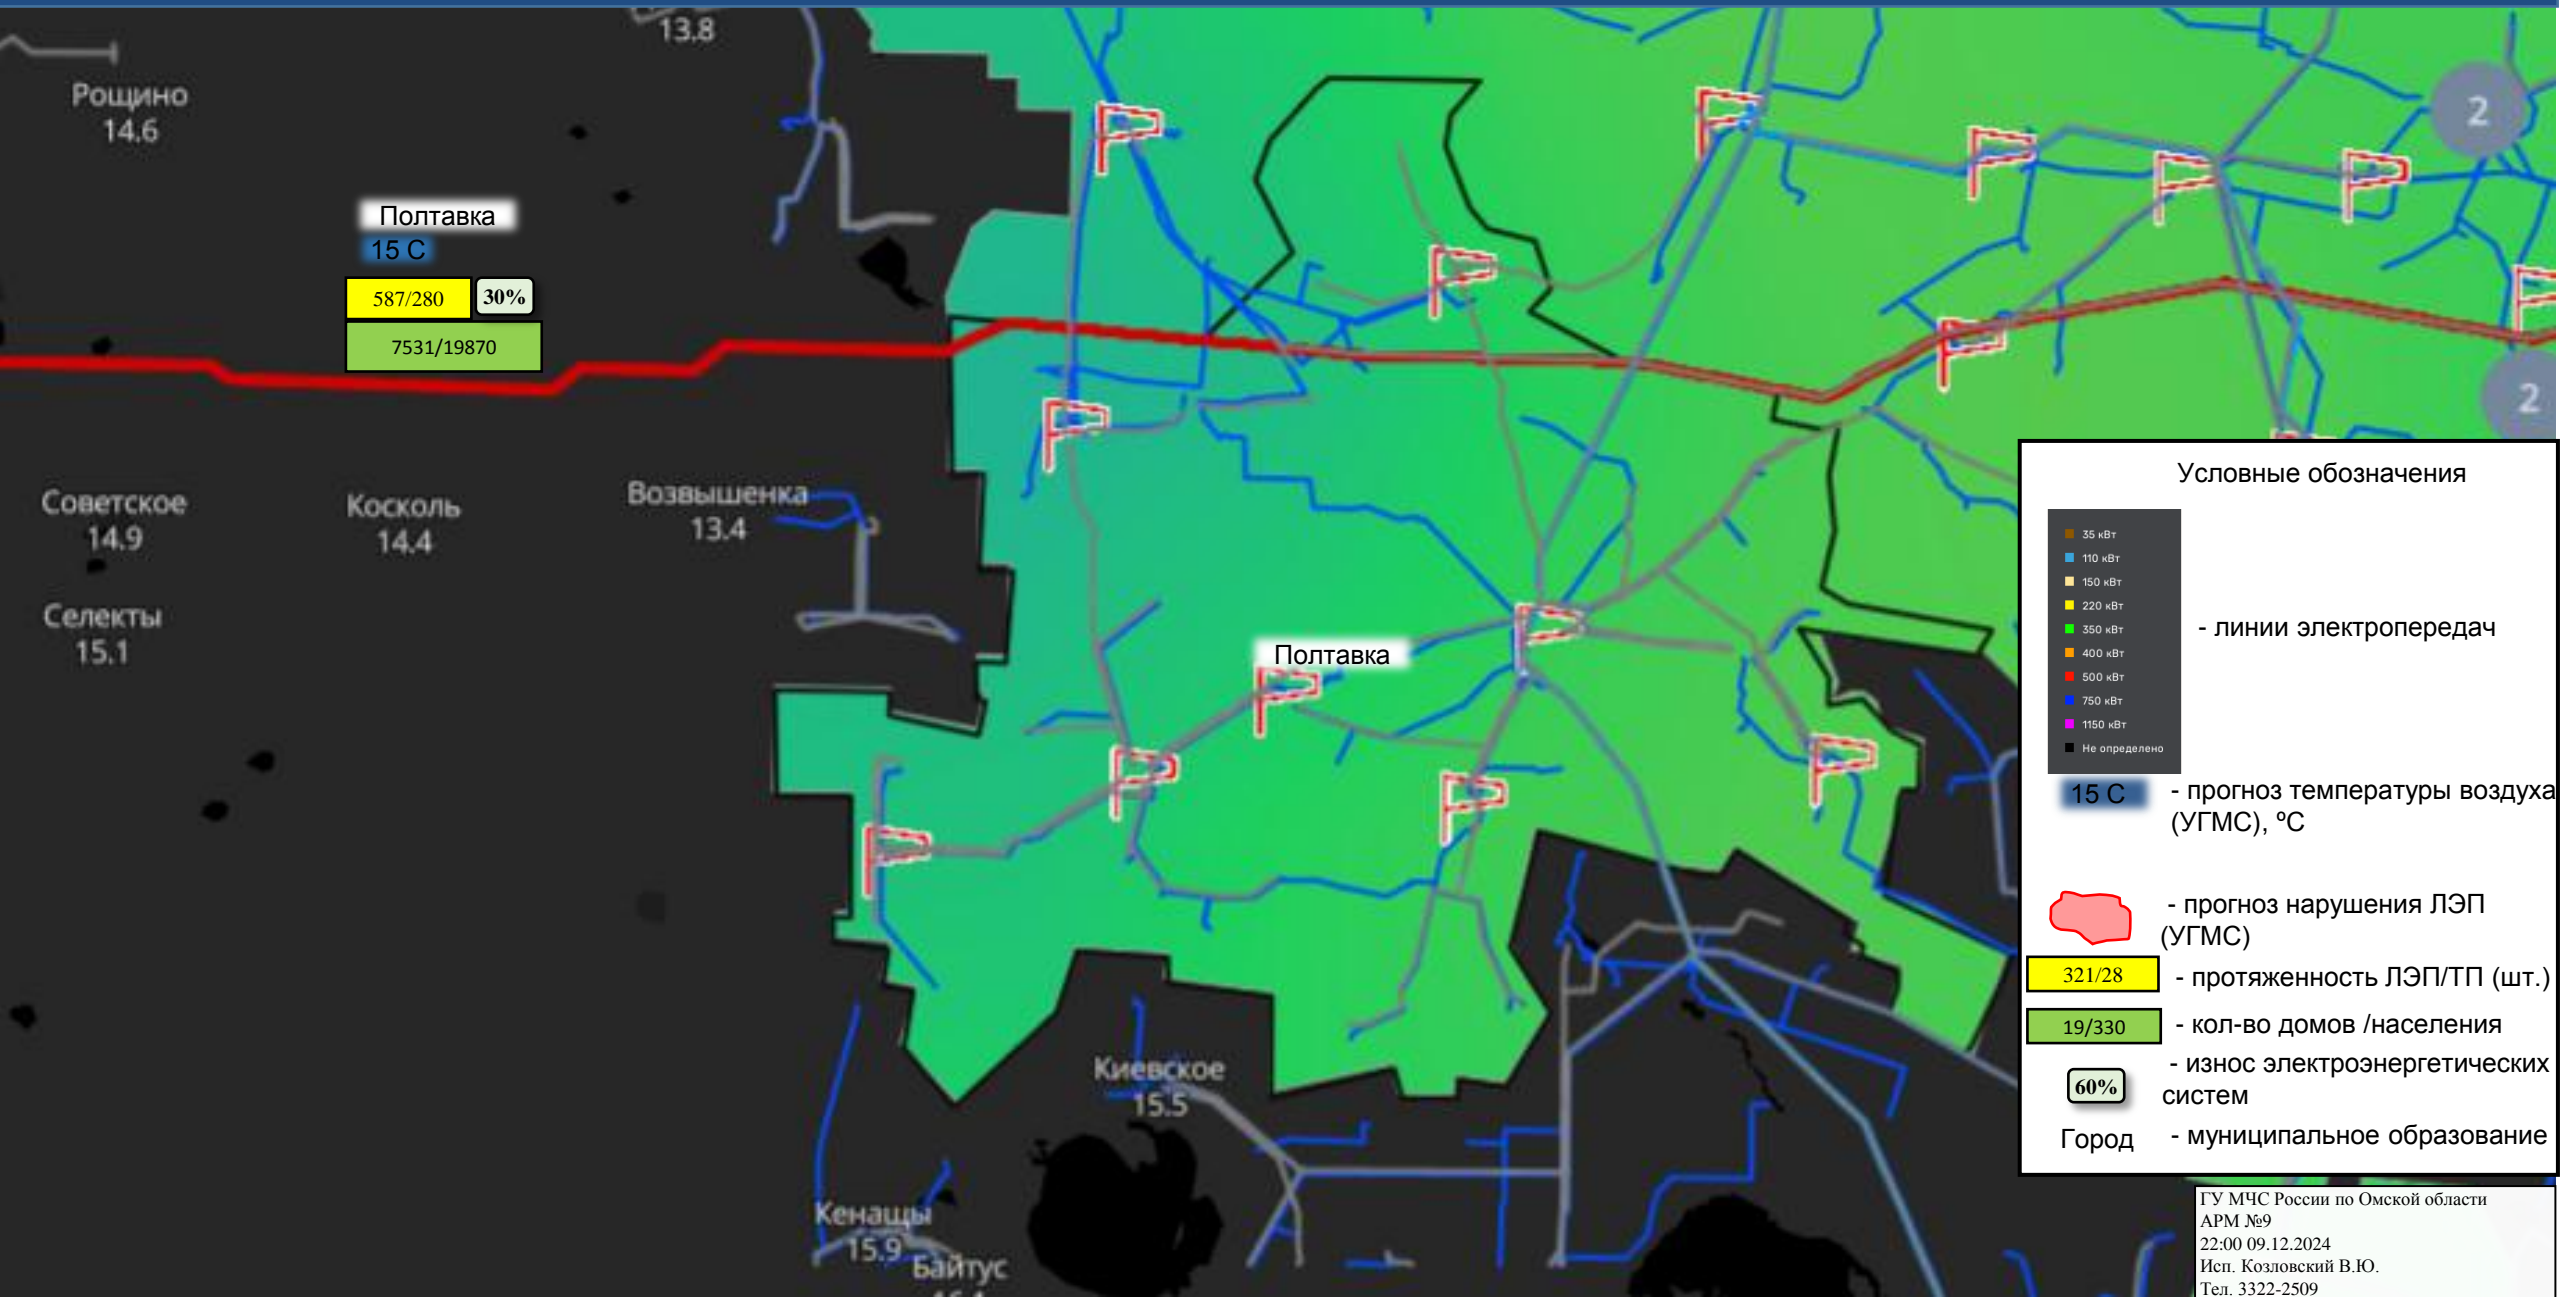 13.8
Рощино
14.6
2
Полтавка
15 С
587/280
30%
7531/19870
2
Советское
14.9
Косколь
14.4
Возвышенка
13.4
Селекты
15.1
Полтавка
Киевское
15.5
Кенащы
15.9
Байтус
Условные обозначения
35 кВт
110 кВт
150 кВт
220 кВт
350 кВт
400 кВт
500 кВт
750 кВт
1150 кВт
Не определено
- линии электропередач
15 С
- прогноз температуры воздуха
(УГМС), ºС
- прогноз нарушения ЛЭП
(УГМС)
321/28
- протяженность ЛЭП/ТП (шт.)
19/330
- кол-во домов /населения
- износ электроэнергетических
60%
систем
Город
- муниципальное образование
ГУ МЧС России по Омской области
АРМ №9
22:00 09.12.2024
Исп. Козловский В.Ю.
Тел. 3322-2509